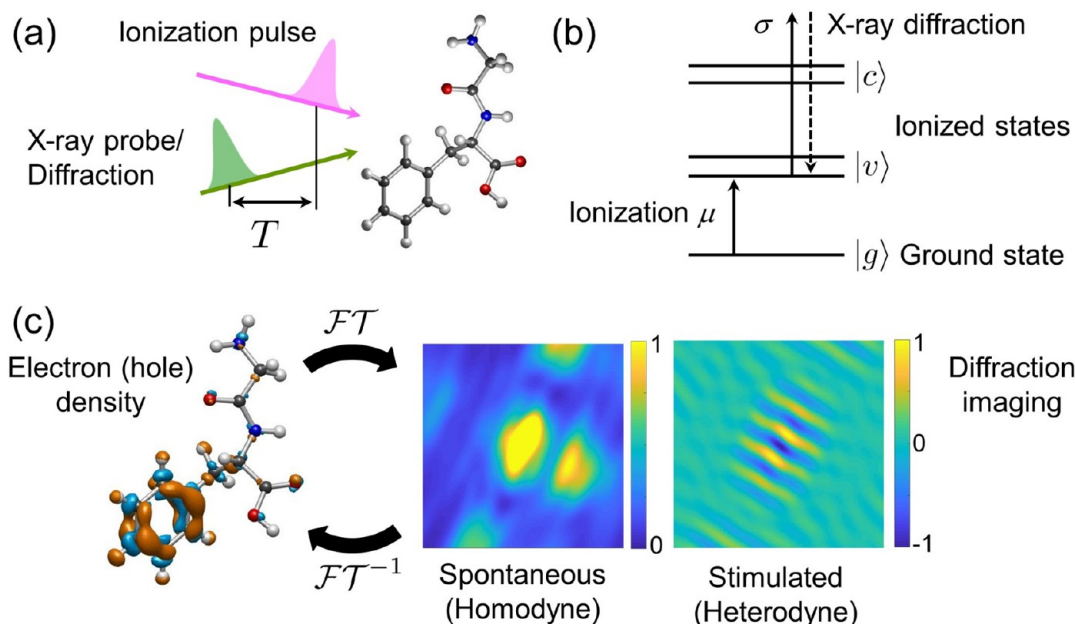 (a)
Ionization pulse
X-ray probe/
Diffraction
T
(b)
σ
X-ray diffraction
|c⟩
Ionized states
|v⟩
Ionization μ
|g⟩ Ground state
(c)
Electron (hole)
density
ℱ𝒯
ℱ𝒯⁻¹
1
0
Spontaneous
(Homodyne)
1
0
-1
Stimulated
(Heterodyne)
Diffraction
imaging